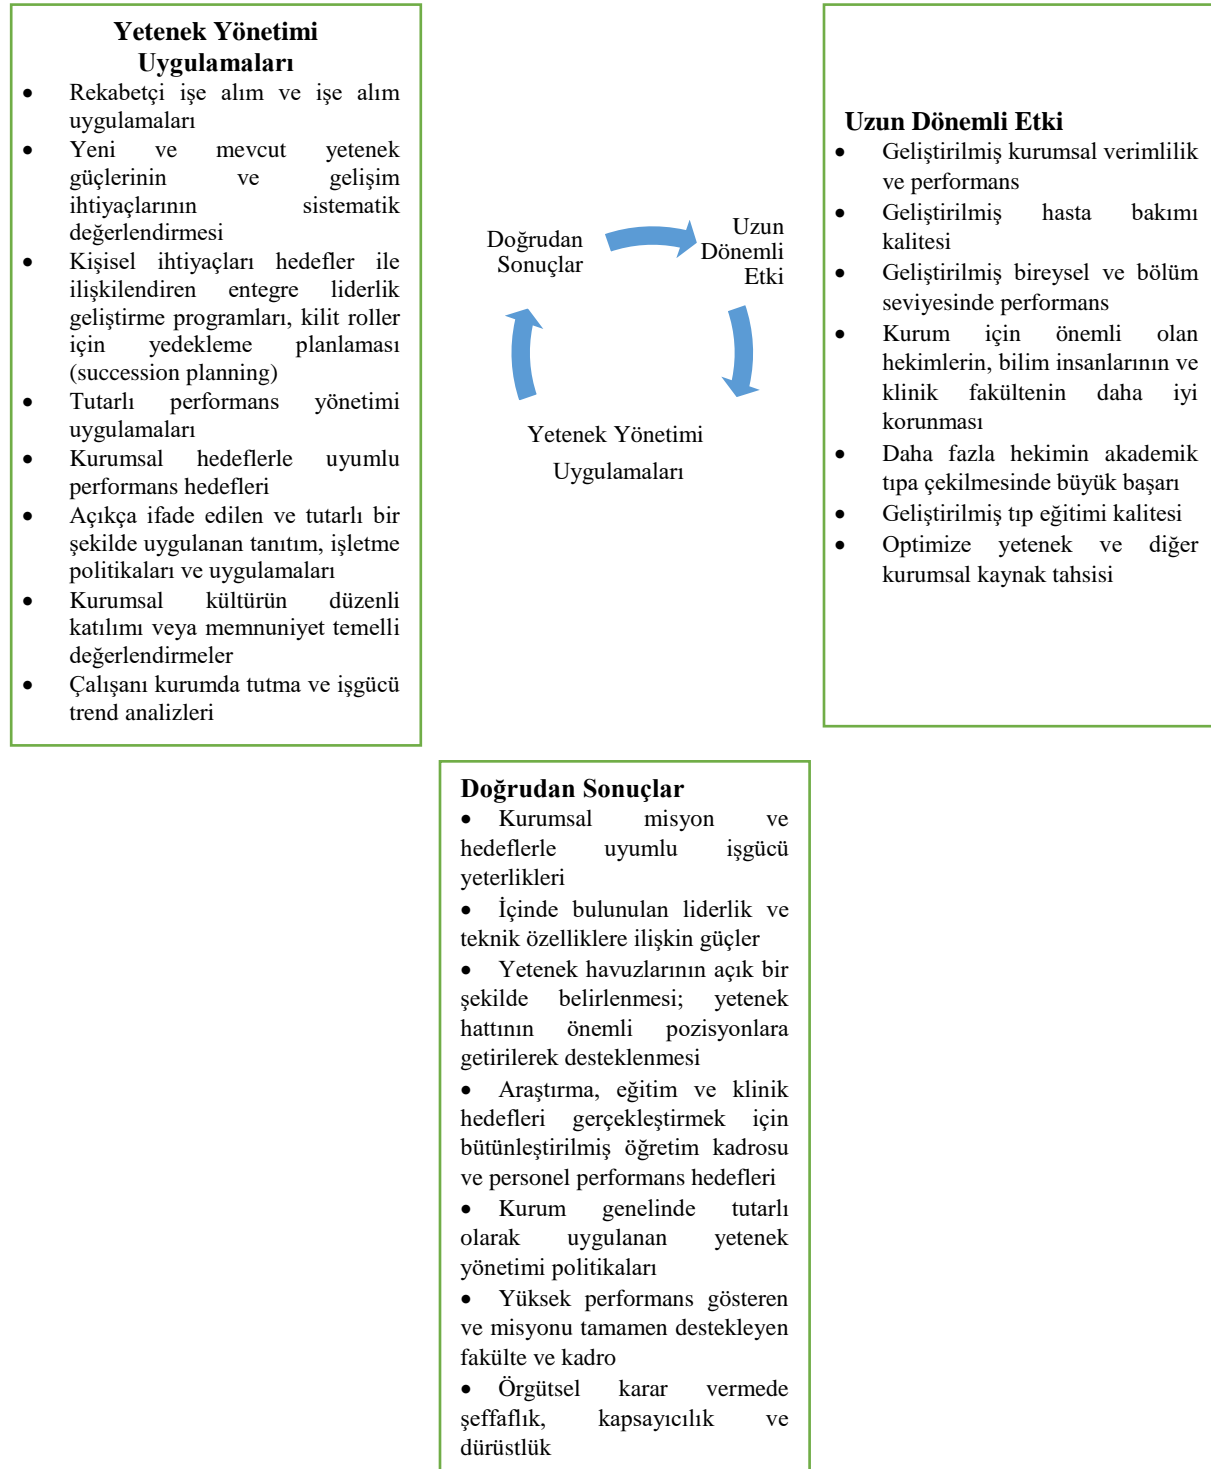 Yetenek Yönetimi
Uygulamaları
• Rekabetçi işe alım ve işe alım
uygulamaları
• Yeni ve mevcut yetenek
güçlerinin ve gelişim
ihtiyaçlarının sistematik
değerlendirmesi
• Kişisel ihtiyaçları hedefler ile
ilişkilendiren entegre liderlik
geliştirme programları, kilit roller
için yedekleme planlaması
(succession planning)
• Tutarlı performans yönetimi
uygulamaları
• Kurumsal hedeflerle uyumlu
performans hedefleri
• Açıkça ifade edilen ve tutarlı bir
şekilde uygulanan tanıtım, işletme
politikaları ve uygulamaları
• Kurumsal kültürün düzenli
katılımı veya memnuniyet temelli
değerlendirmeler
• Çalışanı kurumda tutma ve işgücü
trend analizleri
Doğrudan
Sonuçlar
Uzun
Dönemli
Etki
Yetenek Yönetimi
Uygulamaları
Uzun Dönemli Etki
• Geliştirilmiş kurumsal verimlilik
ve performans
• Geliştirilmiş hasta bakımı
kalitesi
• Geliştirilmiş bireysel ve bölüm
seviyesinde performans
• Kurum için önemli olan
hekimlerin, bilim insanlarının ve
klinik fakültenin daha iyi
korunması
• Daha fazla hekimin akademik
tıpa çekilmesinde büyük başarı
• Geliştirilmiş tıp eğitimi kalitesi
• Optimize yetenek ve diğer
kurumsal kaynak tahsisi
Doğrudan Sonuçlar
• Kurumsal misyon ve
hedeflerle uyumlu işgücü
yeterlikleri
• İçinde bulunulan liderlik ve
teknik özelliklere ilişkin güçler
• Yetenek havuzlarının açık bir
şekilde belirlenmesi; yetenek
hattının önemli pozisyonlara
getirilerek desteklenmesi
• Araştırma, eğitim ve klinik
hedefleri gerçekleştirmek için
bütünleştirilmiş öğretim kadrosu
ve personel performans hedefleri
• Kurum genelinde tutarlı
olarak uygulanan yetenek
yönetimi politikaları
• Yüksek performans gösteren
ve misyonu tamamen destekleyen
fakülte ve kadro
• Örgütsel karar vermede
şeffaflık, kapsayıcılık ve
dürüstlük